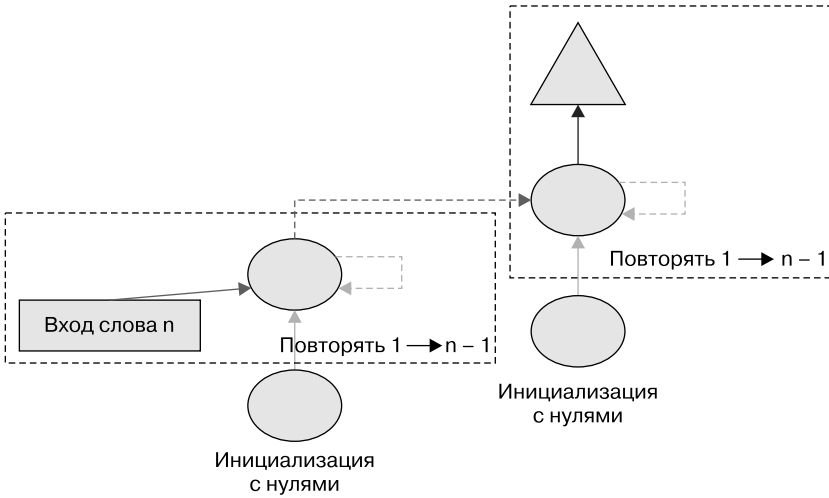 Повторять 1 → n − 1
Вход слова n
Повторять 1 → n − 1
Инициализация
с нулями
Инициализация
с нулями